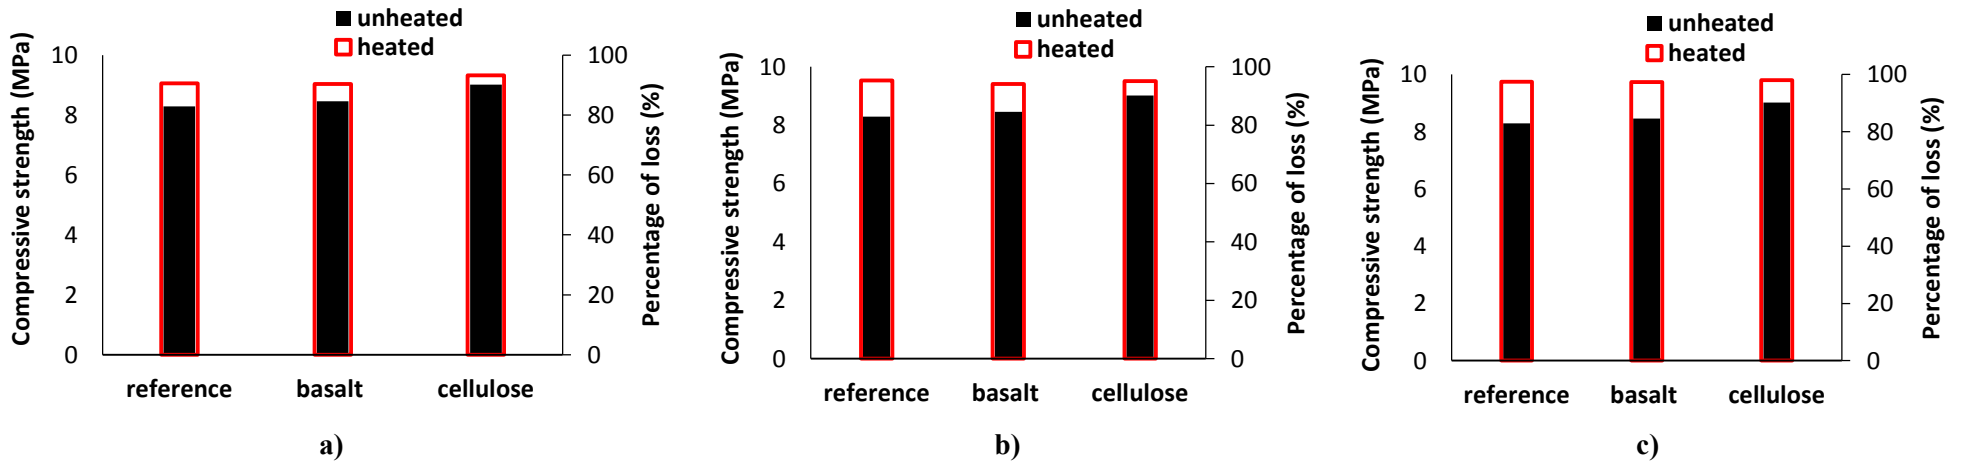 unheated
heated
Compressive strength (MPa)
10
8
6
4
2
0
100
80
60
40
20
0
Percentage of loss (%)
reference basalt cellulose
a)
unheated
heated
Compressive strength (MPa)
10
8
6
4
2
0
100
80
60
40
20
0
Percentage of loss (%)
reference basalt cellulose
b)
unheated
heated
Compressive strength (MPa)
10
8
6
4
2
0
100
80
60
40
20
0
Percentage of loss (%)
reference basalt cellulose
c)